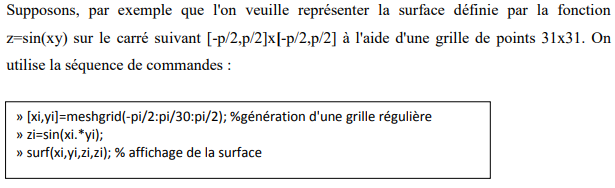 Supposons, par exemple que l'on veuille représenter la surface définie par la fonction
z=sin(xy) sur le carré suivant [-p/2,p/2]x[-p/2,p/2] à l'aide d'une grille de points 31x31. On
utilise la séquence de commandes :
» [xi,yi]=meshgrid(-pi/2:pi/30:pi/2); %génération d'une grille régulière
» zi=sin(xi.*yi);
» surf(xi,yi,zi,zi); % affichage de la surface